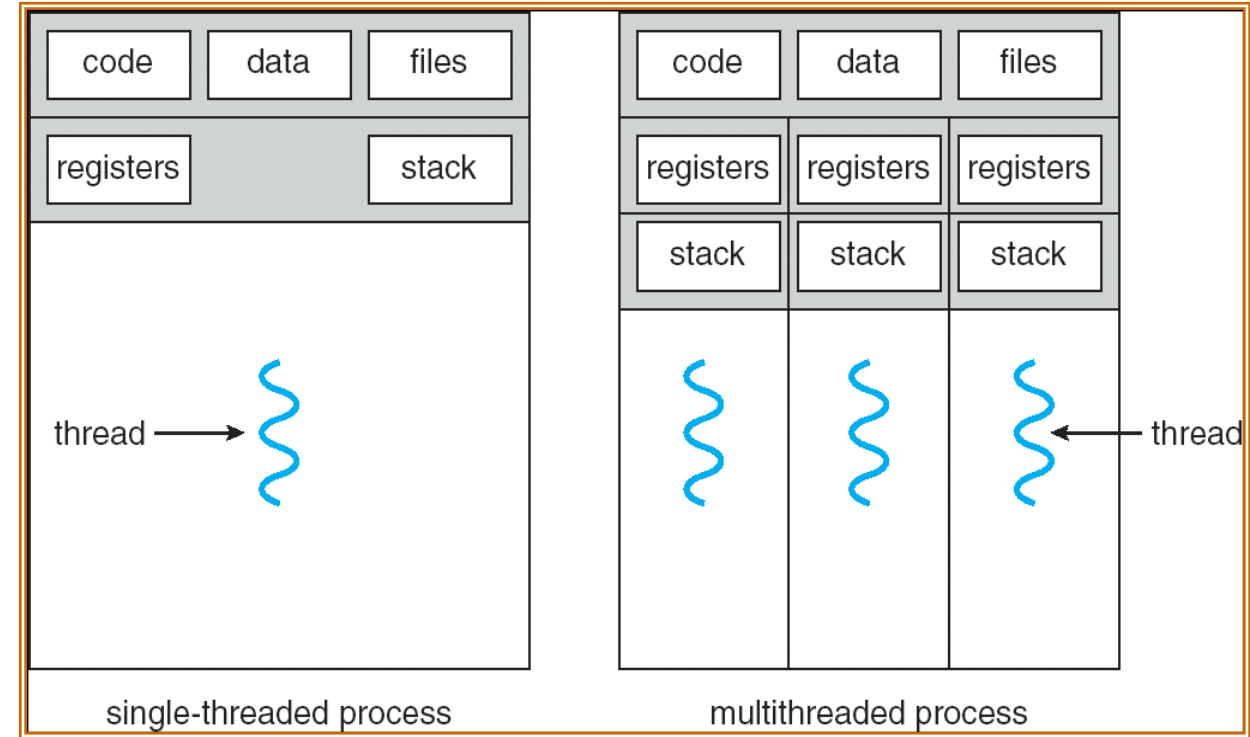 code data files code data files
registers stack registers registers registers
stack stack stack
thread thread
single-threaded process multithreaded process